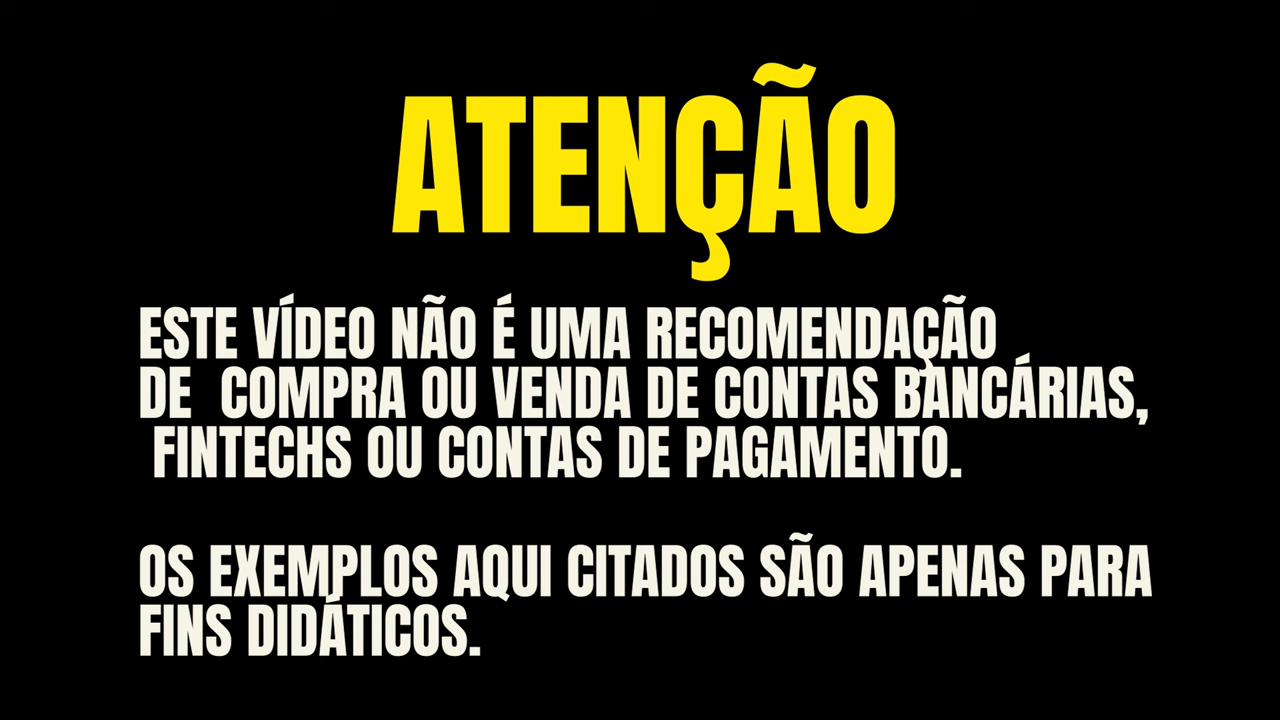 ATENÇÃO
ESTE VÍDEO NÃO É UMA RECOMENDAÇÃO
DE COMPRA OU VENDA DE CONTAS BANCÁRIAS,
FINTECHS OU CONTAS DE PAGAMENTO.
OS EXEMPLOS AQUI CITADOS SÃO APENAS PARA
FINS DIDÁTICOS.